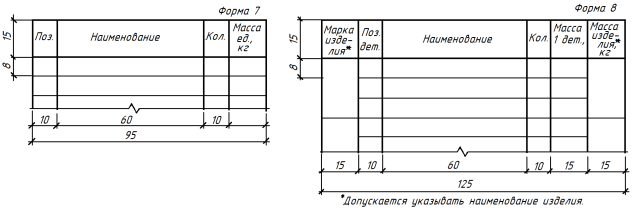 Форма 7
Поз.
Наименование
Кол.
Масса
ед.,
кг
15
8
10
60
10
95
Форма 8
Марка
изде-
лия*
Поз.
дет.
Наименование
Кол.
Масса
1 дет.,
Масса
изде-
лия,*
кг
15
8
15
10
60
10
15
15
125
*Допускается указывать наименование изделия.